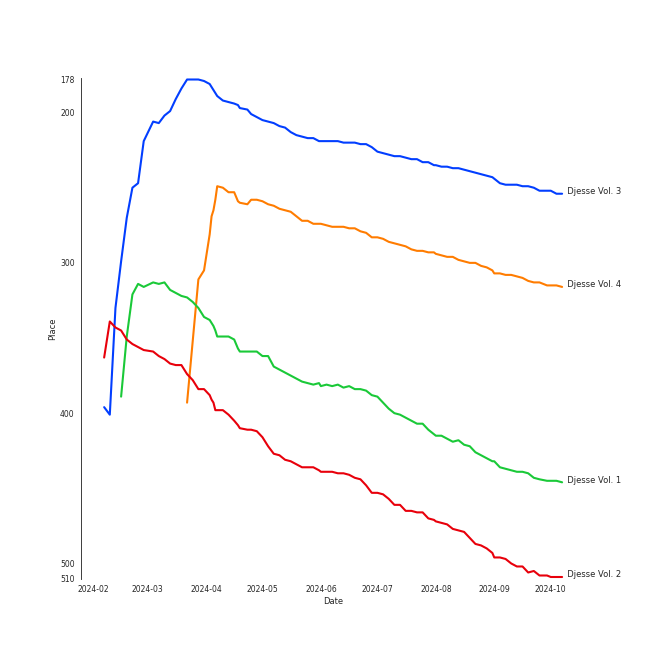 178
200
300
400
500
510
Place
Djesse Vol. 3
Djesse Vol. 4
Djesse Vol. 1
Djesse Vol. 2
2024-02 2024-03 2024-04 2024-05 2024-06 2024-07 2024-08 2024-09 2024-10
Date